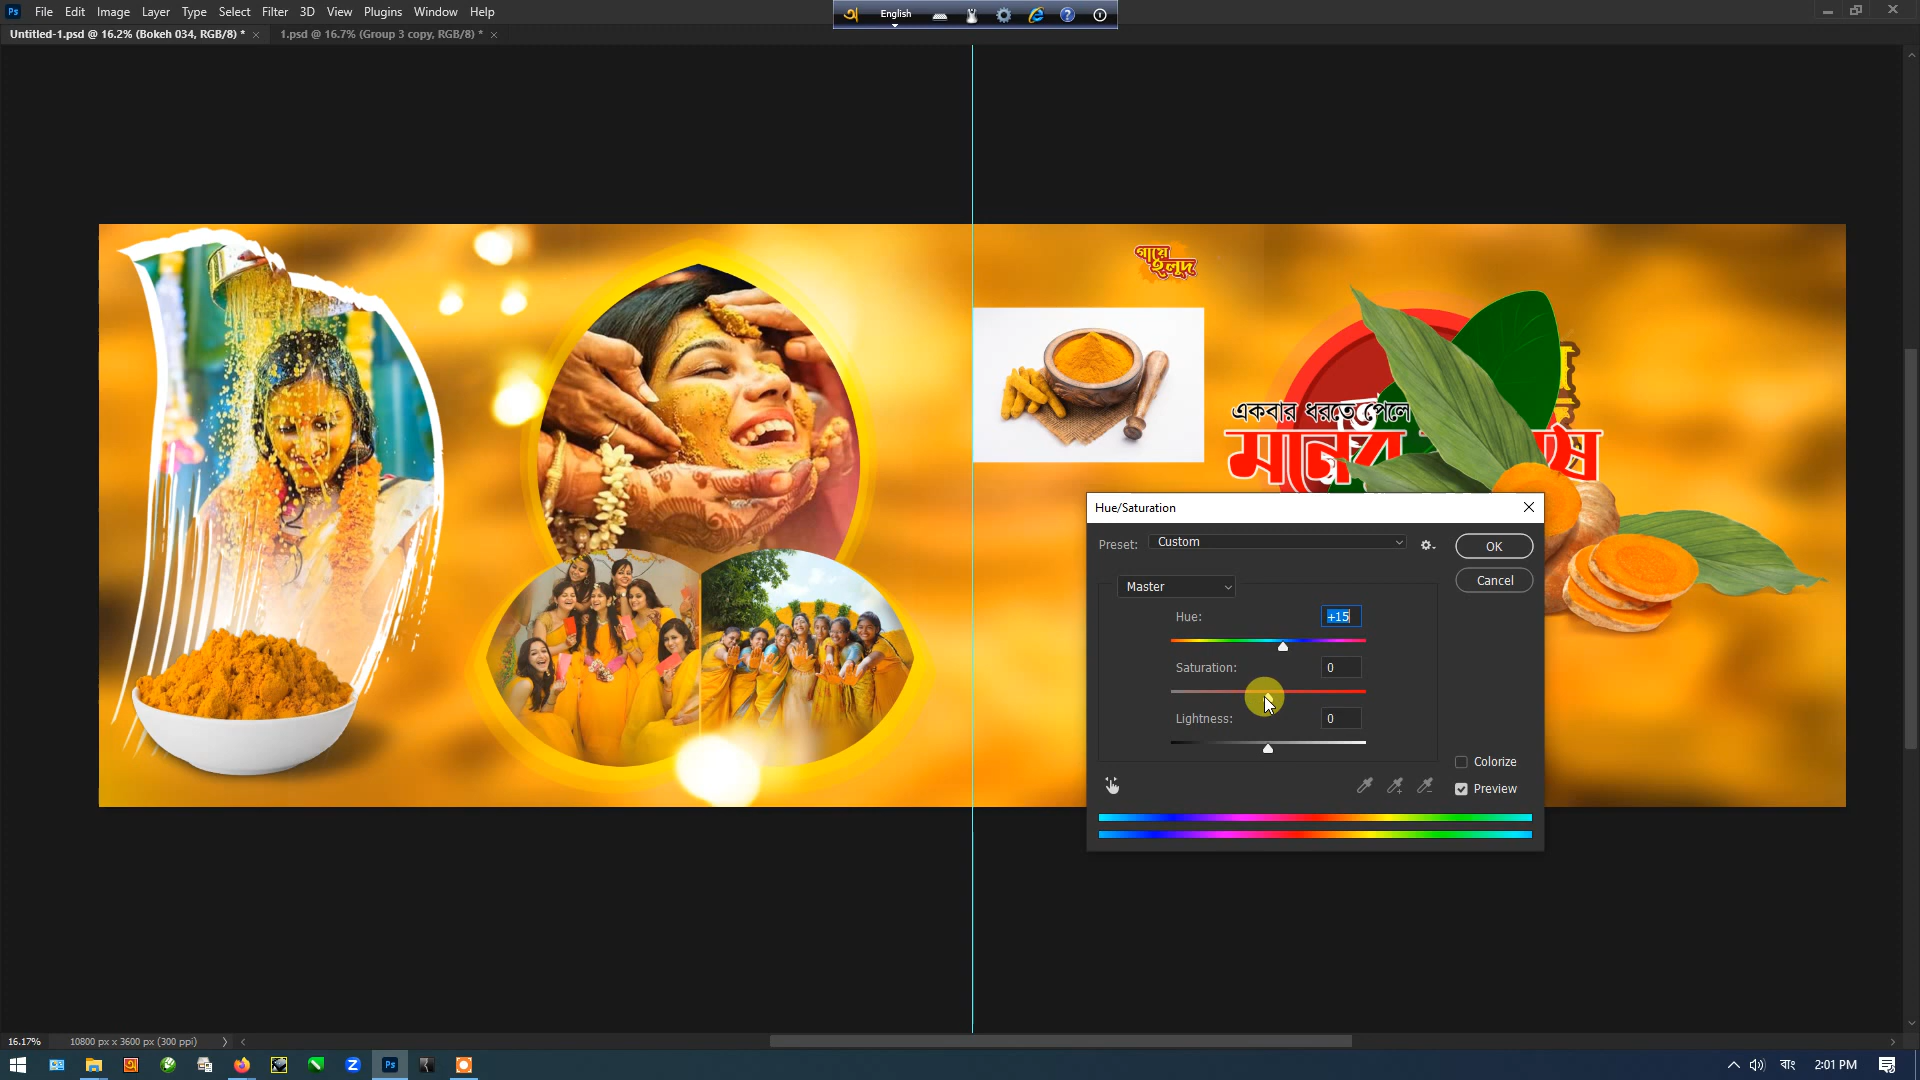 Ps File Edit Image Layer Type Select Filter 3D View Plugins Window Help
অ English
Untitled-1.psd @ 16.2% (Bokeh 034, RGB/8) *
1.psd @ 16.7% (Group 3 copy, RGB/8) *
গায়ে
হলুদ
একবার ধরতে পেলে
মনের
Hue/Saturation
Preset: Custom
OK
Cancel
Master
Hue: +15
Saturation: 0
Lightness: 0
Colorize
Preview
16.17% 10800 px x 3600 px (300 ppi)
Ps
বাং
2:01 PM